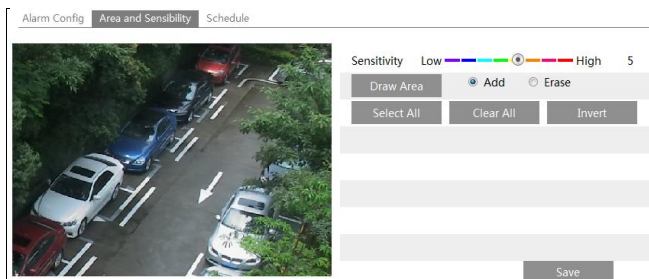 Alarm Config Area and Sensibility Schedule
Sensitivity Low High 5
Draw Area Add Erase
Select All Clear All Invert
Save